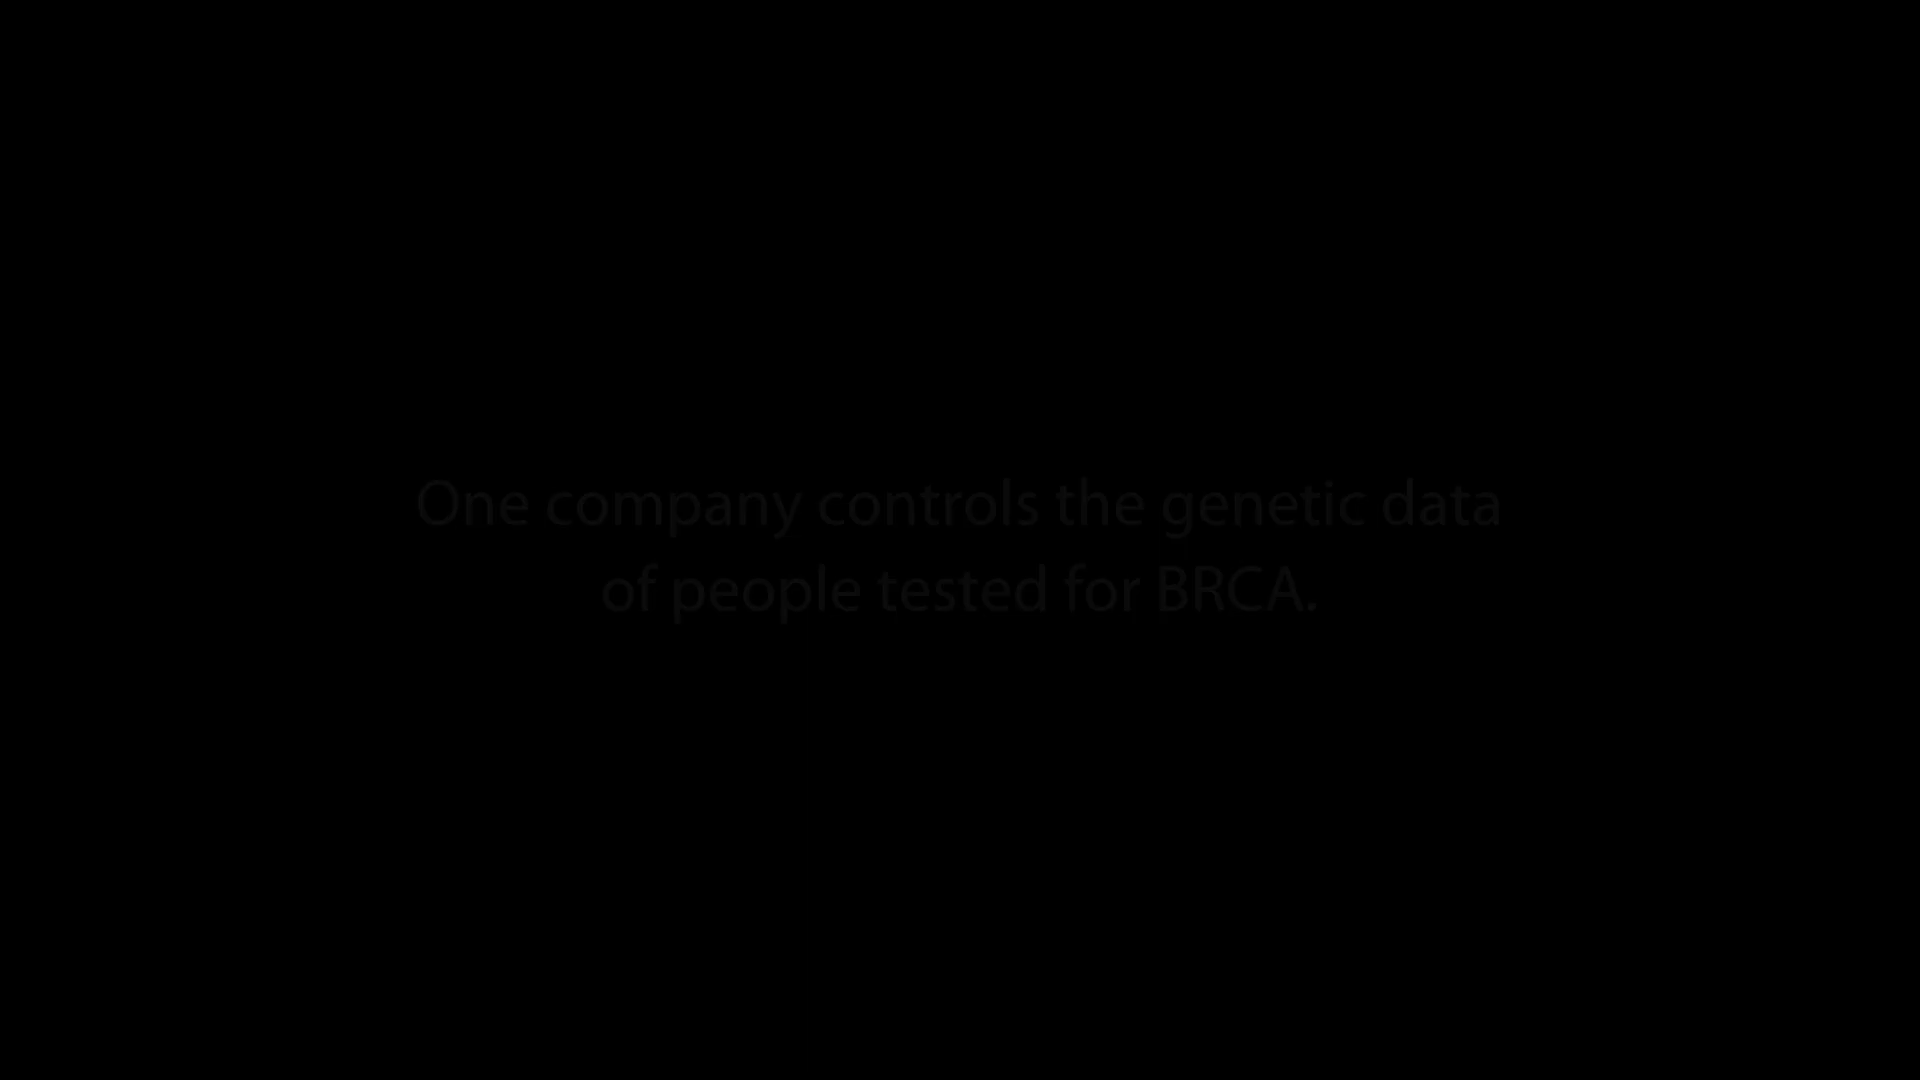 One company controls the genetic data
of people tested for BRCA.